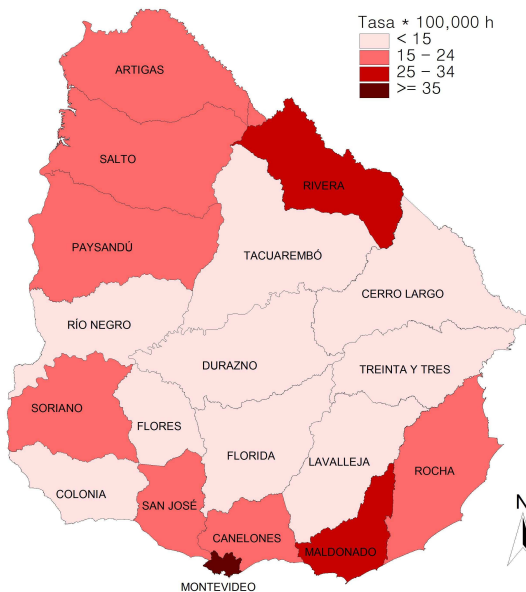 Tasa * 100,000 h
< 15
15 – 24
25 – 34
>= 35
ARTIGAS
SALTO
RIVERA
PAYSANDÚ
TACUAREMBÓ
CERRO LARGO
RÍO NEGRO
DURAZNO
TREINTA Y TRES
SORIANO
FLORES
FLORIDA
LAVALLEJA
ROCHA
COLONIA
SAN JOSÉ
CANELONES
MALDONADO
MONTEVIDEO
N